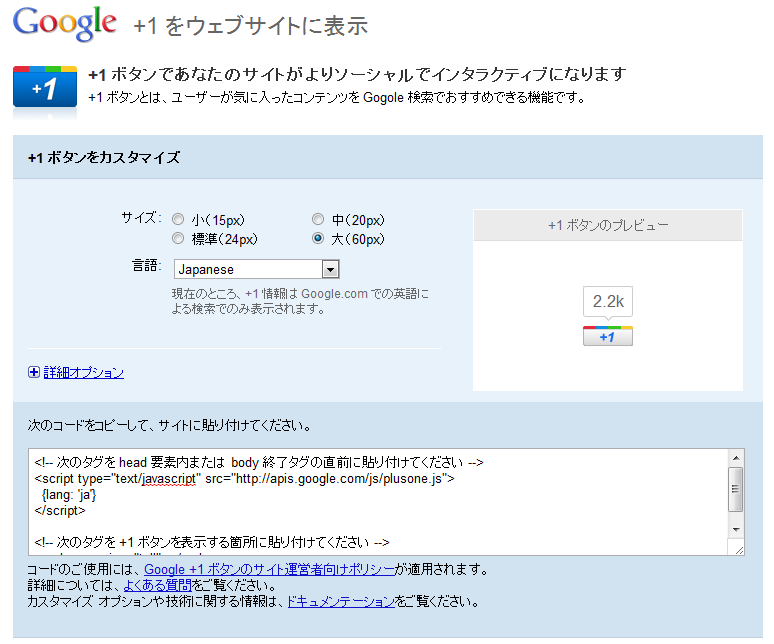 Google +1 をウェブサイトに表示
+1
+1 ボタンであなたのサイトがよりソーシャルでインタラクティブになります
+1 ボタンとは、ユーザーが気に入ったコンテンツを Gogole 検索でおすすめできる機能です。
+1 ボタンをカスタマイズ
サイズ: 小(15px) 中(20px)
標準(24px) 大(60px)
言語: Japanese
現在のところ、+1 情報は Google.com での英語に
よる検索でのみ表示されます。
+1 ボタンのプレビュー
2.2k
+1
詳細オプション
次のコードをコピーして、サイトに貼り付けてください。
<!-- 次のタグを head 要素内または body 終了タグの直前に貼り付けてください -->
<script type="text/javascript" src="http://apis.google.com/js/plusone.js">
{lang: 'ja'}
</script>
<!-- 次のタグを +1 ボタンを表示する箇所に貼り付けてください -->
コードのご使用には、Google +1 ボタンのサイト運営者向けポリシーが適用されます。
詳細については、よくある質問をご覧ください。
カスタマイズ オプションや技術に関する情報は、ドキュメンテーションをご覧ください。